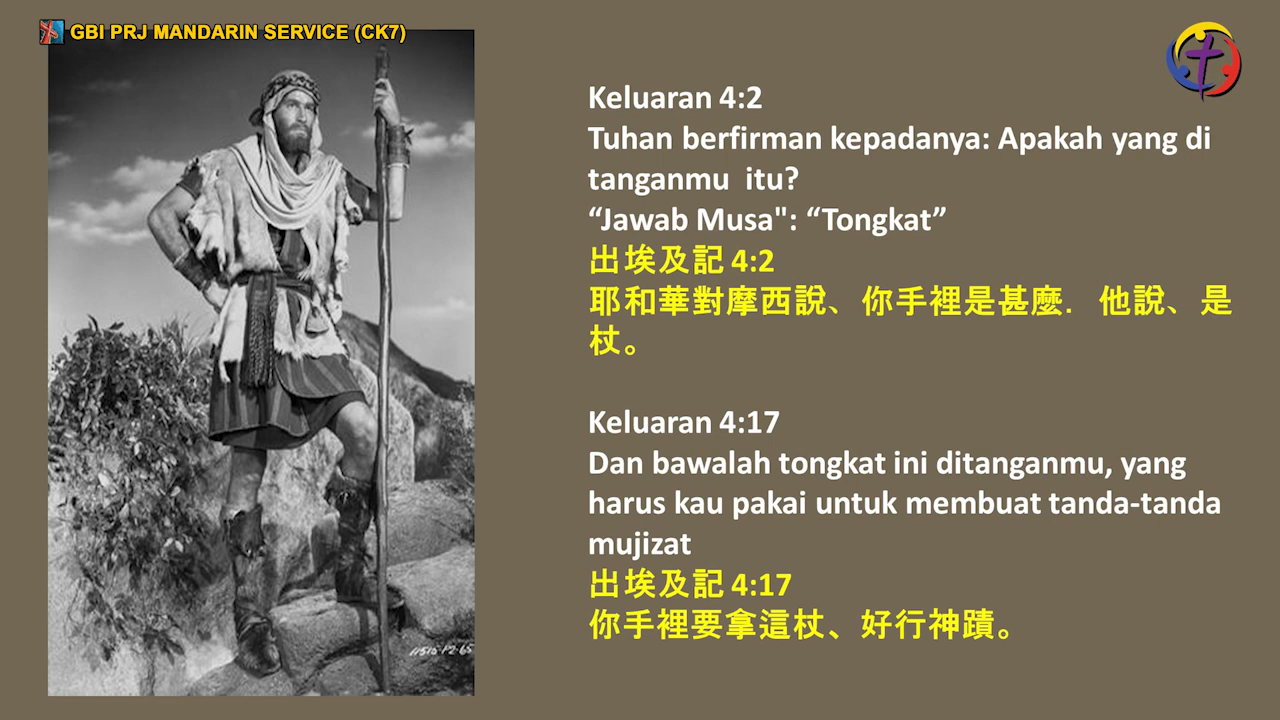 GBI PRJ MANDARIN SERVICE (CK7)
Keluaran 4:2
Tuhan berfirman kepadanya: Apakah yang di
tanganmu  itu?
“Jawab Musa": “Tongkat”
出埃及記 4:2
耶和華對摩西說、你手裡是甚麼．他說、是
杖。
Keluaran 4:17
Dan bawalah tongkat ini ditanganmu, yang
harus kau pakai untuk membuat tanda-tanda
mujizat
出埃及記 4:17
你手裡要拿這杖、好行神蹟。
11515-P2-65